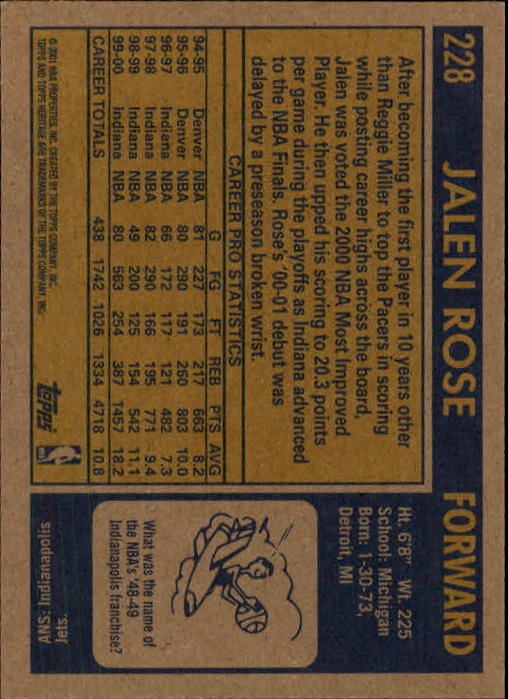 228 JALEN ROSE FORWARD
After becoming the first player in 10 years other
than Reggie Miller to top the Pacers in scoring
while posting career highs across the board,
Jalen was voted the 2000 NBA Most Improved
Player. He then upped his scoring to 20.3 points
per game during the playoffs as Indiana advanced
to the NBA Finals. Rose's '00-01 debut was
delayed by a preseason broken wrist.
CAREER PRO STATISTICS
G FG FT REB PTS AVG
94-95 Denver NBA 81 227 173 217 663 8.2
95-96 Denver NBA 80 290 191 260 803 10.0
96-97 Indiana NBA 66 172 117 121 482 7.3
97-98 Indiana NBA 82 290 166 195 771 9.4
98-99 Indiana NBA 49 200 125 154 542 11.1
99-00 Indiana NBA 80 563 254 387 1457 18.2
CAREER TOTALS 438 1742 1026 1334 4718 10.8
© 2001 NBA PROPERTIES, INC. CREATED BY THE TOPPS COMPANY, INC.
TOPPS AND TOPPS HERITAGE ARE TRADEMARKS OF THE TOPPS COMPANY, INC.
Topps
NBA
Ht. 6'8" Wt. 225
School: Michigan
Born: 1-30-73,
Detroit, MI
What was the name of
the NBA's '48-49
Indianapolis franchise?
ANS: Indianapolis
Jets.